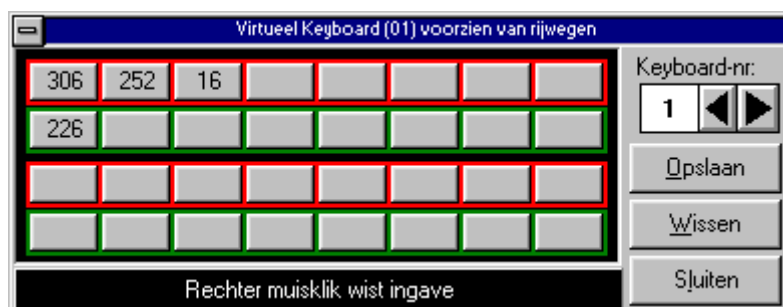 Virtueel Keyboard (01) voorzien van rijwegen
306 252 16
226
Keyboard-nr:
1
Opslaan
Wissen
Sluiten
Rechter muisklik wist ingave